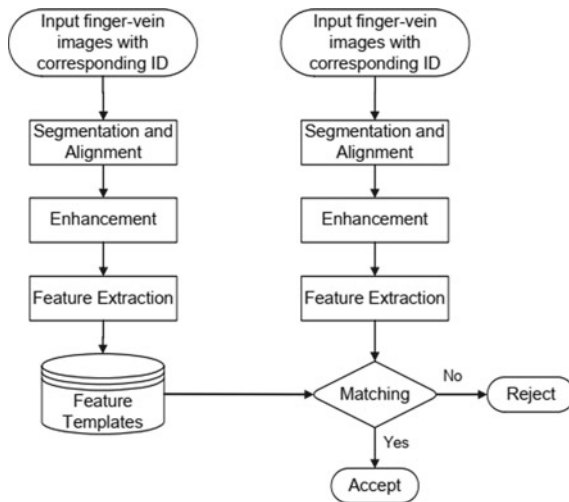 Input finger-vein
images with
corresponding ID
Segmentation and
Alignment
Enhancement
Feature Extraction
Feature
Templates
Input finger-vein
images with
corresponding ID
Segmentation and
Alignment
Enhancement
Feature Extraction
Matching
No
Reject
Yes
Accept